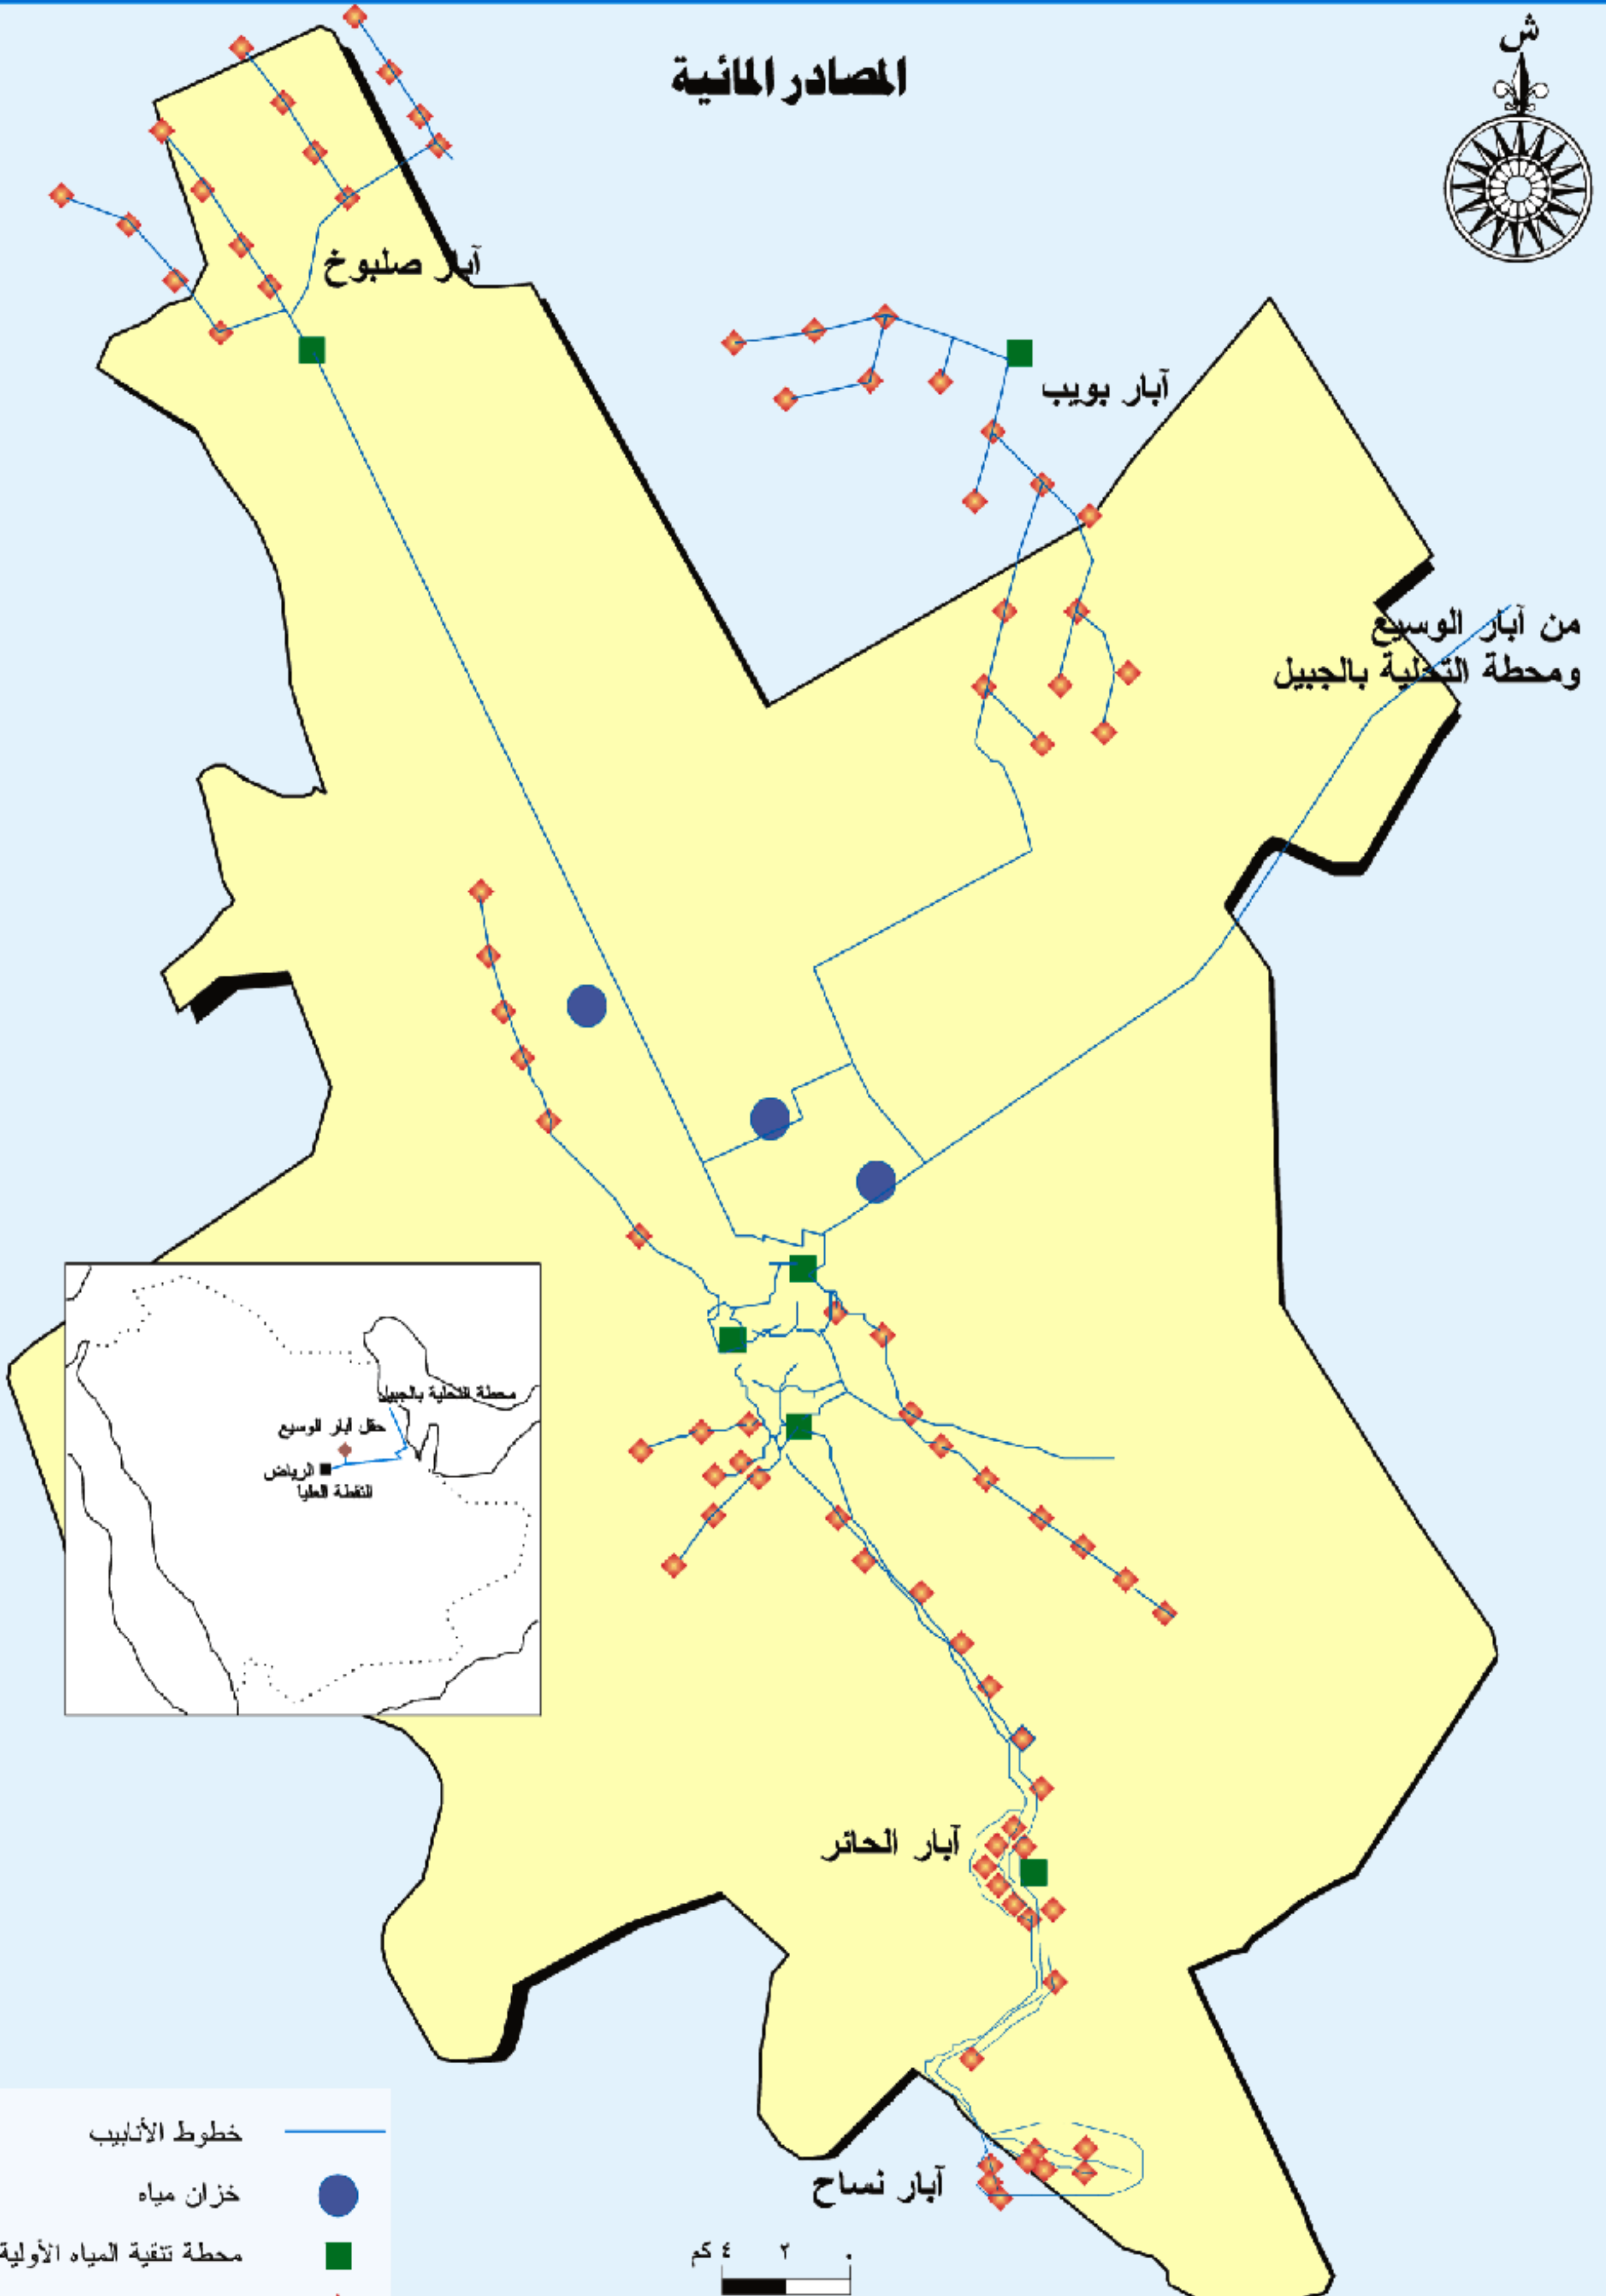 المصادر المائية
ش
آبار صلبوخ
آبار بويب
من آبار الوسيع
ومحطة التحلية بالجبيل
محطة التحلية بالجبيل
حقل آبار الوسيع
الرياض
النقطة العليا
آبار الحائر
آبار نساح
خطوط الأنابيب
خزان مياه
محطة تنقية المياه الأولية
٠ ٢ ٤ كم